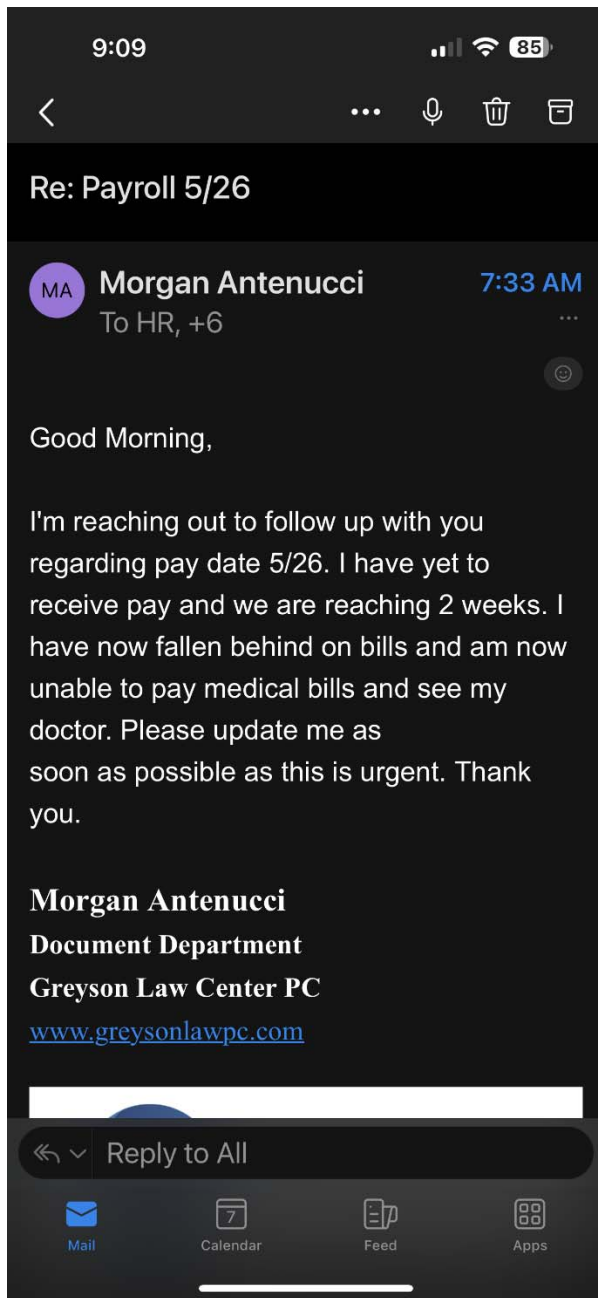 9:09
85
Re: Payroll 5/26
MA
Morgan Antenucci
7:33 AM
To HR, +6
Good Morning,
I'm reaching out to follow up with you
regarding pay date 5/26. I have yet to
receive pay and we are reaching 2 weeks. I
have now fallen behind on bills and am now
unable to pay medical bills and see my
doctor. Please update me as
soon as possible as this is urgent. Thank
you.
Morgan Antenucci
Document Department
Greyson Law Center PC
www.greysonlawpc.com
Reply to All
7
Mail
Calendar
Feed
Apps